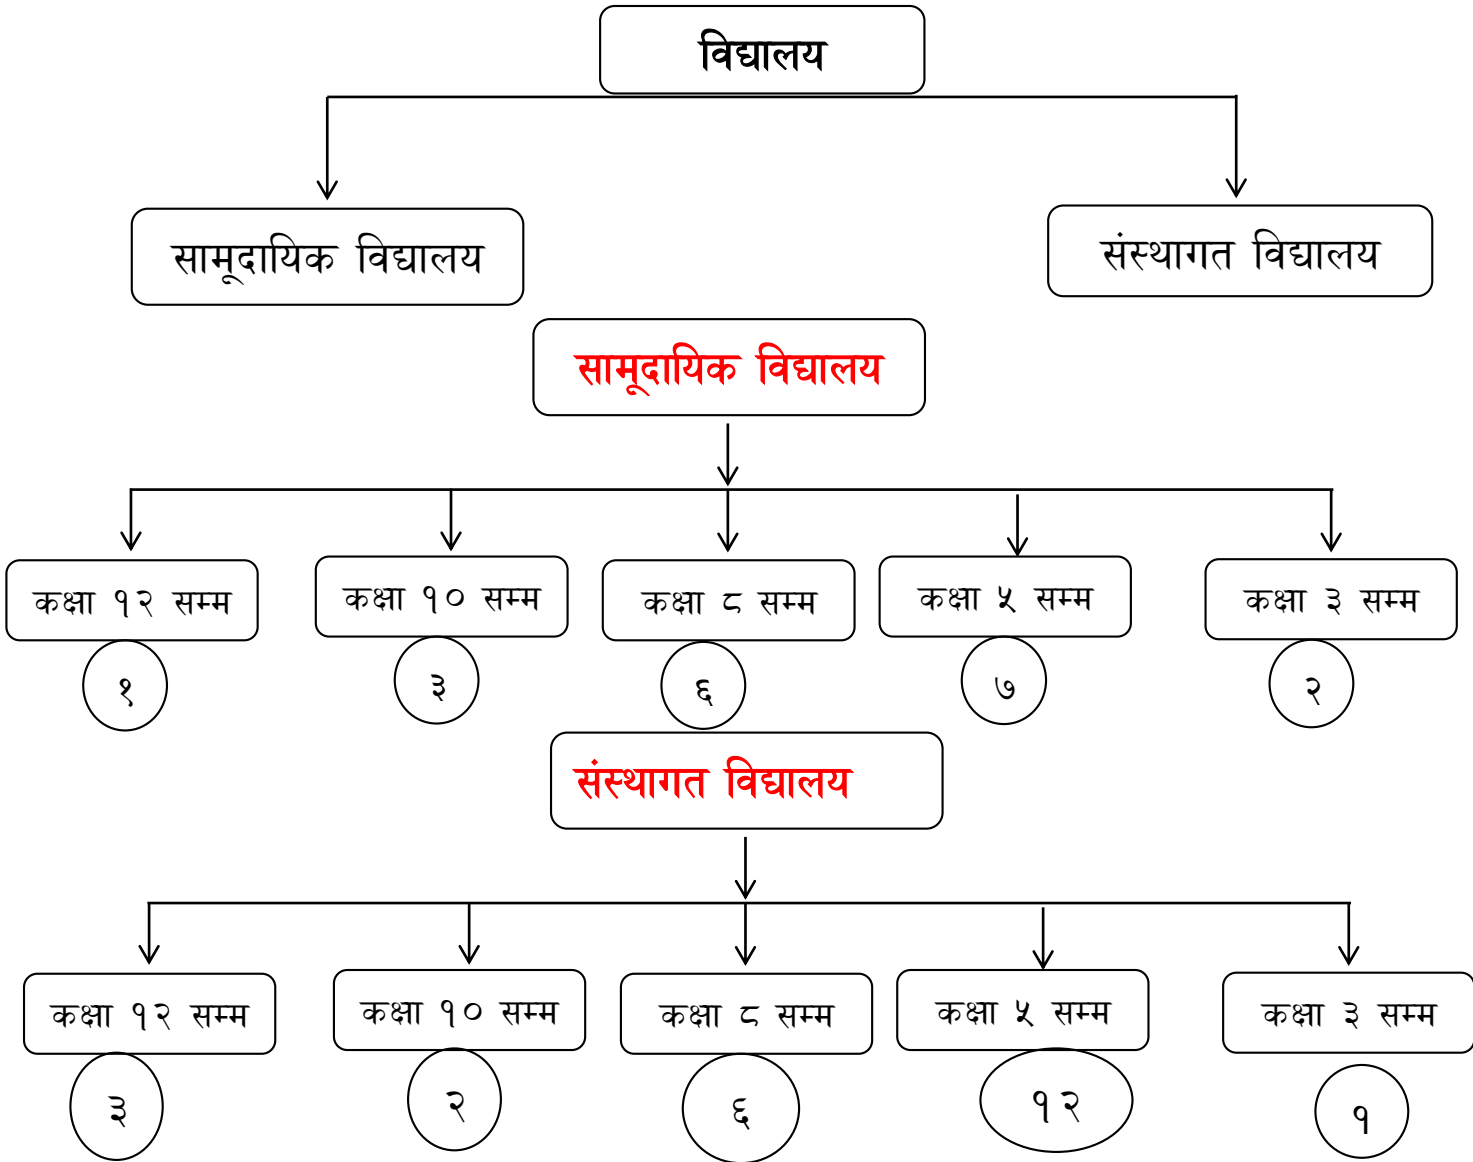 विद्यालय
सामूदायिक विद्यालय
संस्थागत विद्यालय
सामूदायिक विद्यालय
कक्षा १२ सम्म
कक्षा १० सम्म
कक्षा ८ सम्म
कक्षा ५ सम्म
कक्षा ३ सम्म
१
३
६
७
२
संस्थागत विद्यालय
कक्षा १२ सम्म
कक्षा १० सम्म
कक्षा ८ सम्म
कक्षा ५ सम्म
कक्षा ३ सम्म
३
२
६
१२
१